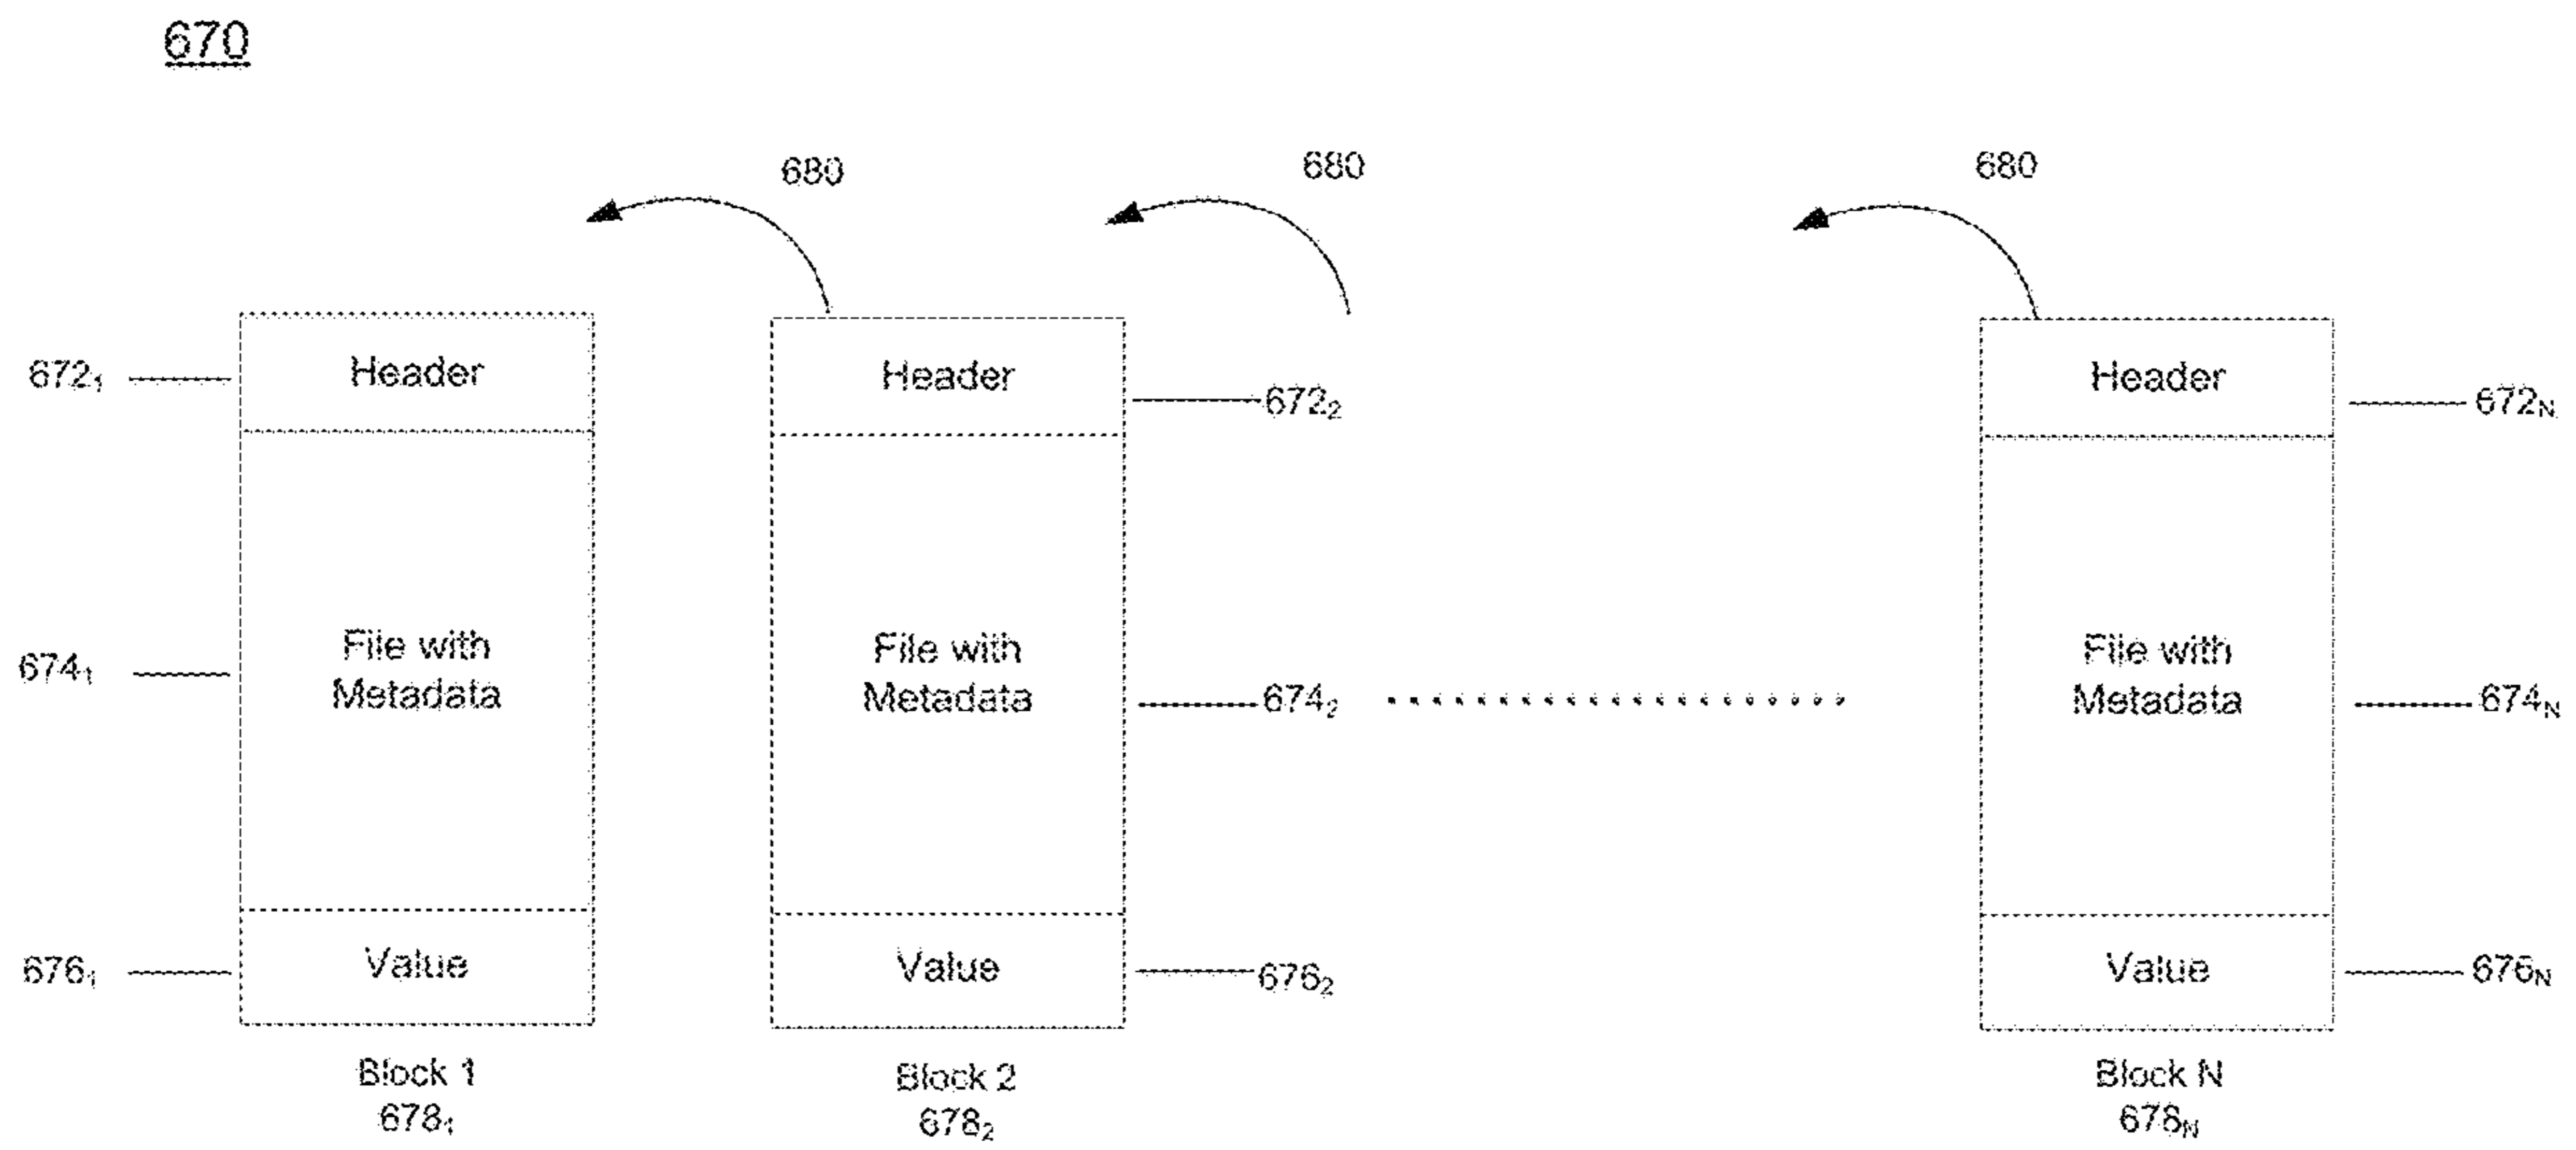 670
680 680 680
672₁ Header Header 672₂ Header 672N
674₁ File with Metadata File with Metadata 674₂ File with Metadata 674N
676₁ Value Value 676₂ Value 676N
Block 1 Block 2 Block N
678₁ 678₂ 678N